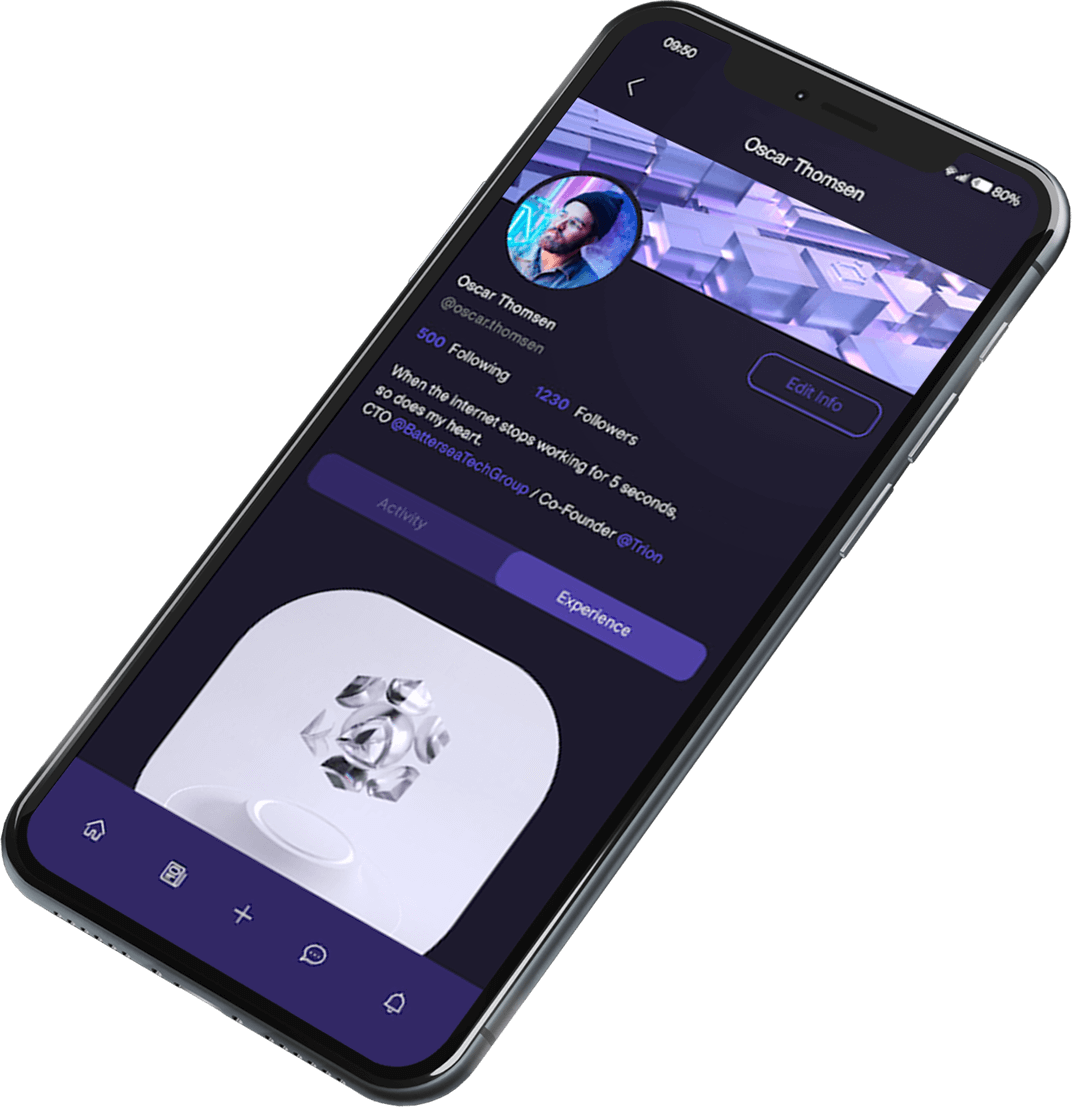 09:50
80%
Oscar Thomsen
Oscar Thomsen
@oscar.thomsen
Edit Info
500 Following 1230 Followers
When the internet stops working for 5 seconds,
so does my heart.
CTO @BatterseaTechGroup / Co-Founder @Trion
Activity
Experience